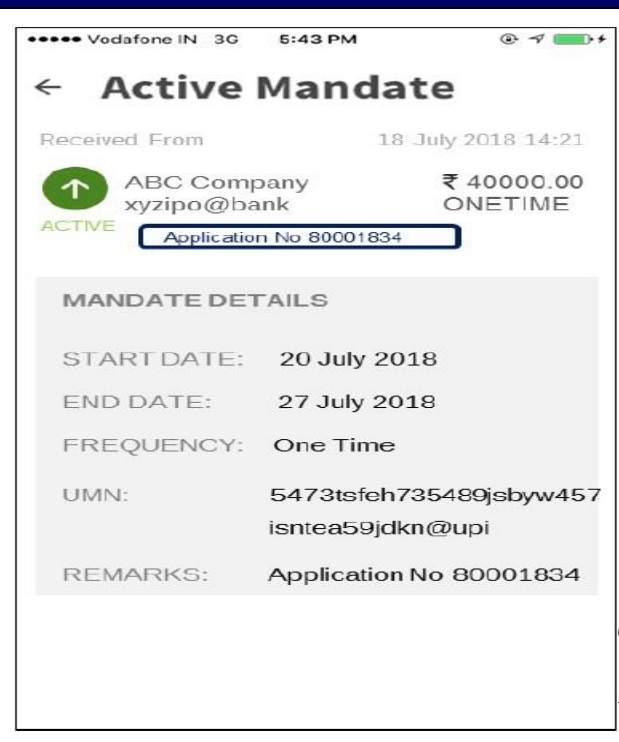 Vodafone IN 3G 5:43 PM
← Active Mandate
Received From 18 July 2018 14:21
ABC Company ₹ 40000.00
xyzipo@bank ONETIME
ACTIVE
Application No 80001834
MANDATE DETAILS
START DATE: 20 July 2018
END DATE: 27 July 2018
FREQUENCY: One Time
UMN: 5473tsfeh735489jsbyw457
isntea59jdkn@upi
REMARKS: Application No 80001834